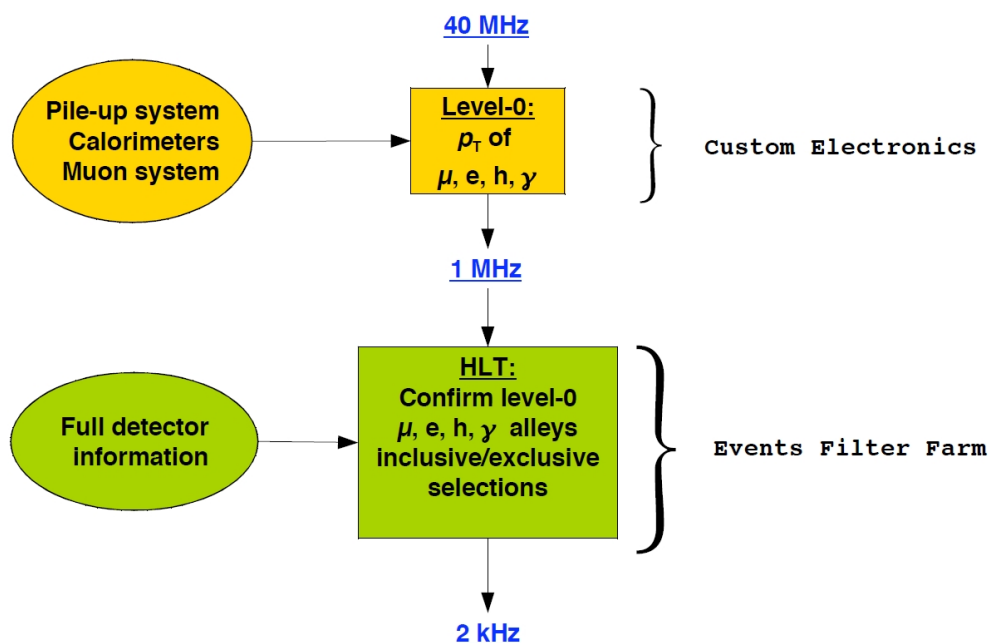 40 MHz
Pile-up system
Calorimeters
Muon system
Level-0:
pT of
μ, e, h, γ
Custom Electronics
1 MHz
Full detector
information
HLT:
Confirm level-0
μ, e, h, γ alleys
inclusive/exclusive
selections
Events Filter Farm
2 kHz